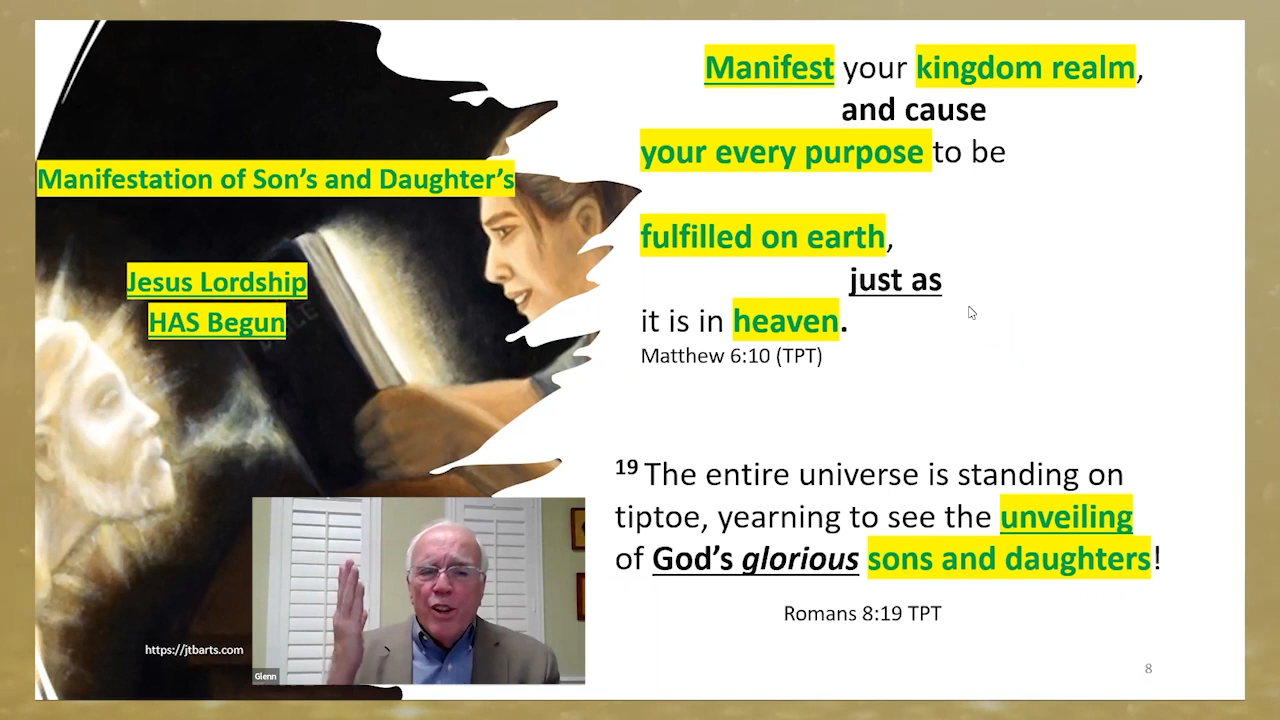 Manifestation of Son's and Daughter's
Jesus Lordship
HAS Begun
https://jtbarts.com
Glenn
Manifest your kingdom realm,
and cause
your every purpose to be
fulfilled on earth,
just as
it is in heaven.
Matthew 6:10 (TPT)
19 The entire universe is standing on
tiptoe, yearning to see the unveiling
of God's glorious sons and daughters!
Romans 8:19 TPT
8